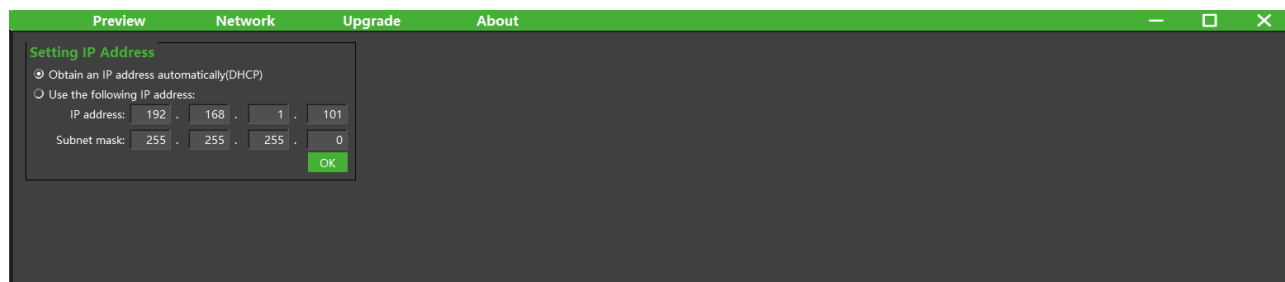 Preview Network Upgrade About
Setting IP Address
Obtain an IP address automatically(DHCP)
Use the following IP address:
IP address: 192 . 168 . 1 . 101
Subnet mask: 255 . 255 . 255 . 0
OK